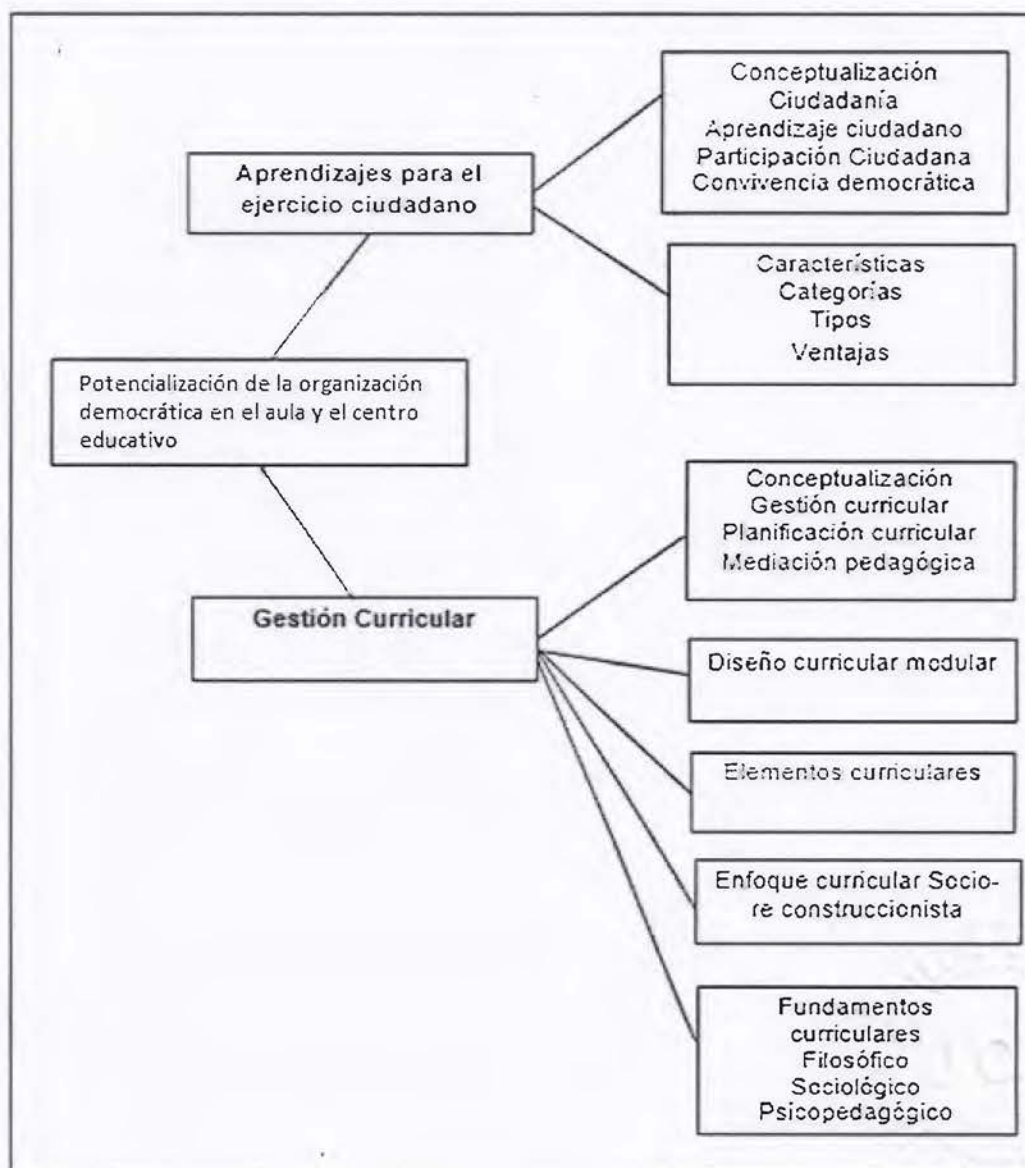 Conceptualización
Ciudadanía
Aprendizaje ciudadano
Participación Ciudadana
Convivencia democrática
Aprendizajes para el
ejercicio ciudadano
Características
Categorías
Tipos
Ventajas
Potencialización de la organización
democrática en el aula y el centro
educativo
Conceptualización
Gestión curricular
Planificación curricular
Mediación pedagógica
Gestión Curricular
Diseño curricular modular
Elementos curriculares
Enfoque curricular Socio-
re construccionista
Fundamentos
curriculares
Filosófico
Sociológico
Psicopedagógico